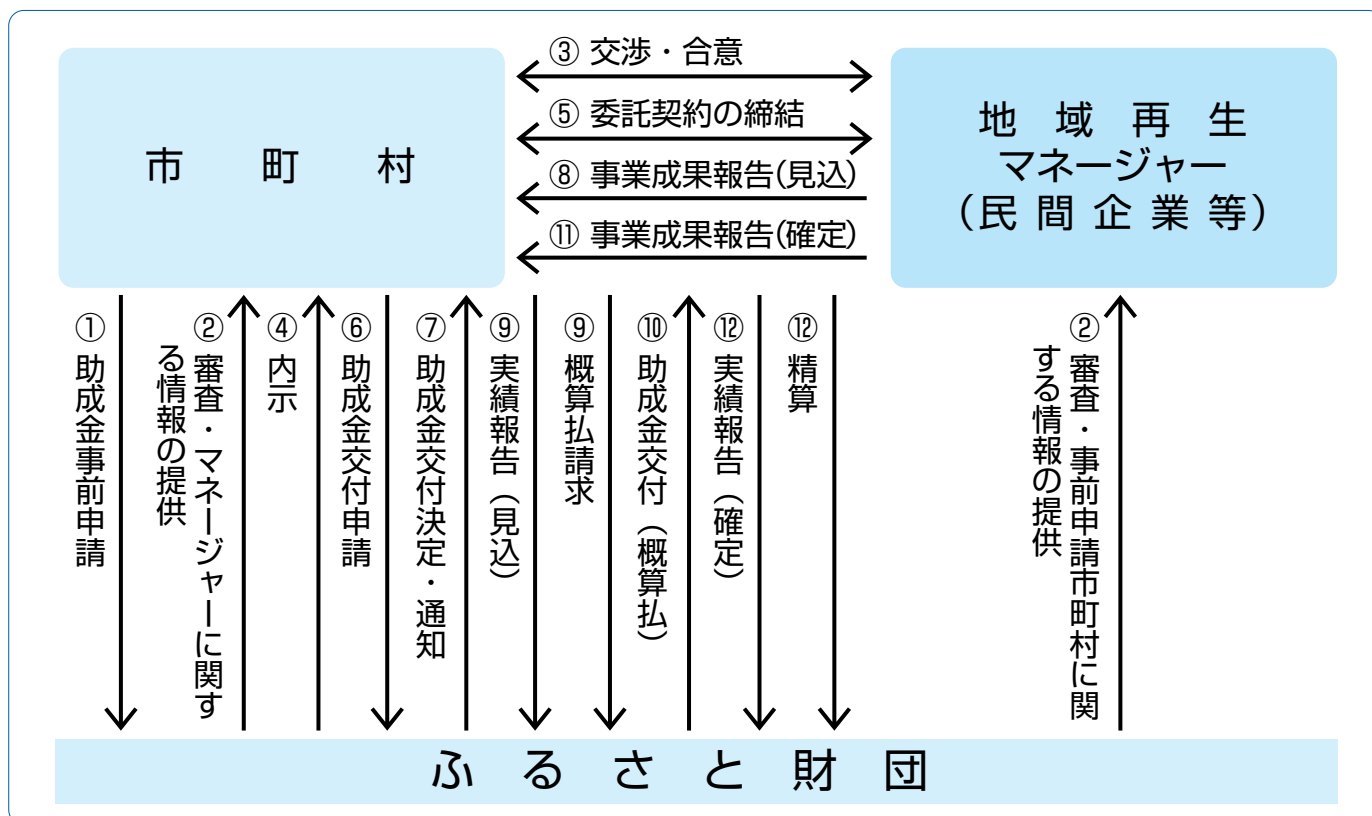 市町村
③ 交渉・合意
⑤ 委託契約の締結
⑧ 事業成果報告(見込)
⑪ 事業成果報告(確定)
地域再生
マネージャー
(民間企業等)
① 助成金事前申請
② 審査・マネージャーに関す
る情報の提供
④ 内示
⑥ 助成金交付申請
⑦ 助成金交付決定・通知
⑨ 実績報告(見込)
⑨ 概算払請求
⑩ 助成金交付(概算払)
⑫ 実績報告(確定)
⑫ 精算
② 審査・事前申請市町村に関
する情報の提供
ふるさと財団